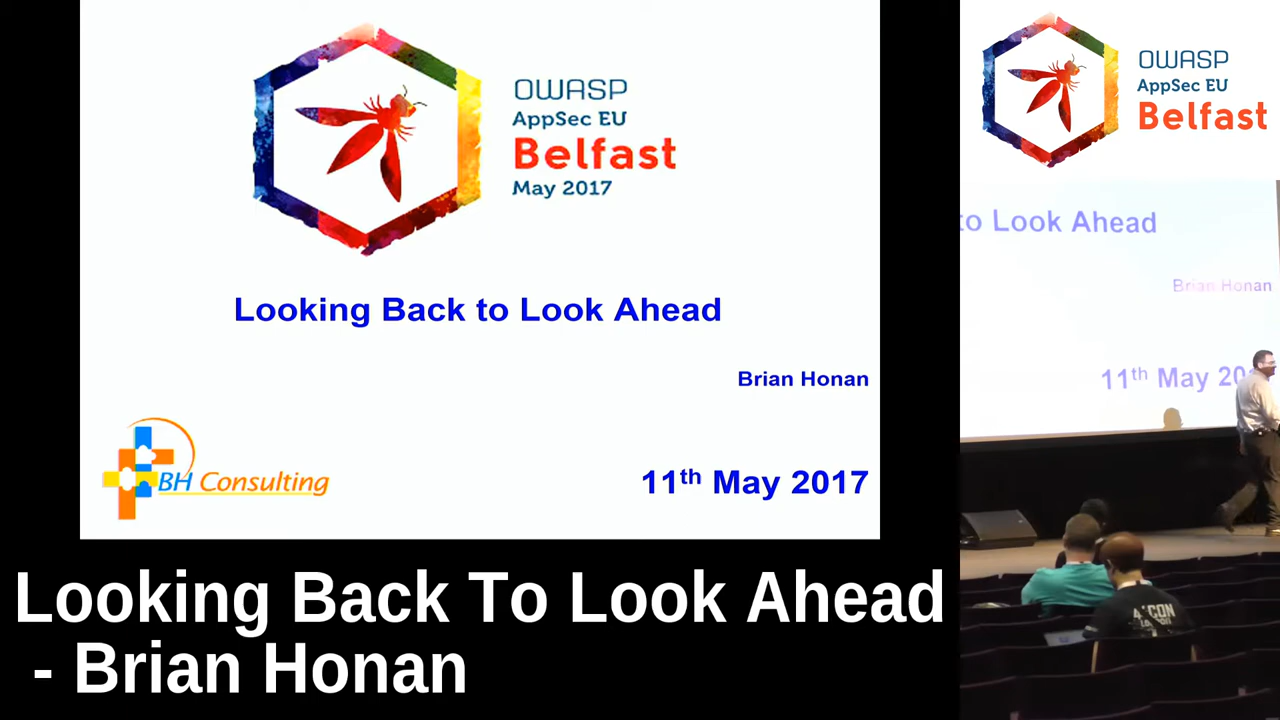 OWASP
AppSec EU
Belfast
May 2017
Looking Back to Look Ahead
Brian Honan
BH Consulting
11th May 2017
Looking Back To Look Ahead
- Brian Honan
OWASP
AppSec EU
Belfast
to Look Ahead
Brian Honan
11th May 20